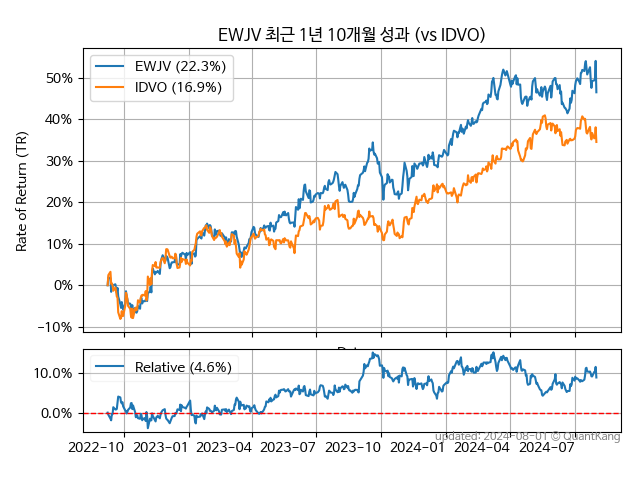 EWJV 최근 1년 10개월 성과 (vs IDVO)
EWJV (22.3%)
IDVO (16.9%)
Rate of Return (TR)
50%
40%
30%
20%
10%
0%
−10%
Relative (4.6%)
10.0%
0.0%
2022−10 2023−01 2023−04 2023−07 2023−10 2024−01 2024−04 2024−07
updated: 2024-08-01 © QuantKang